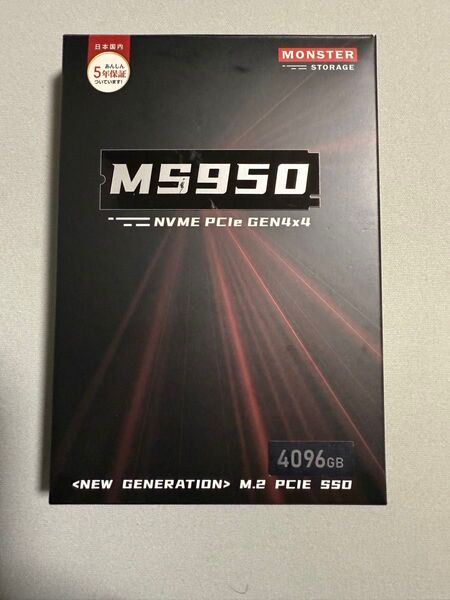 日本国内
あんしん
5年保証
ついています!
MONSTER
STORAGE
MS950
NVME PCIe GEN4x4
4096GB
<NEW GENERATION> M.2 PCIE SSD